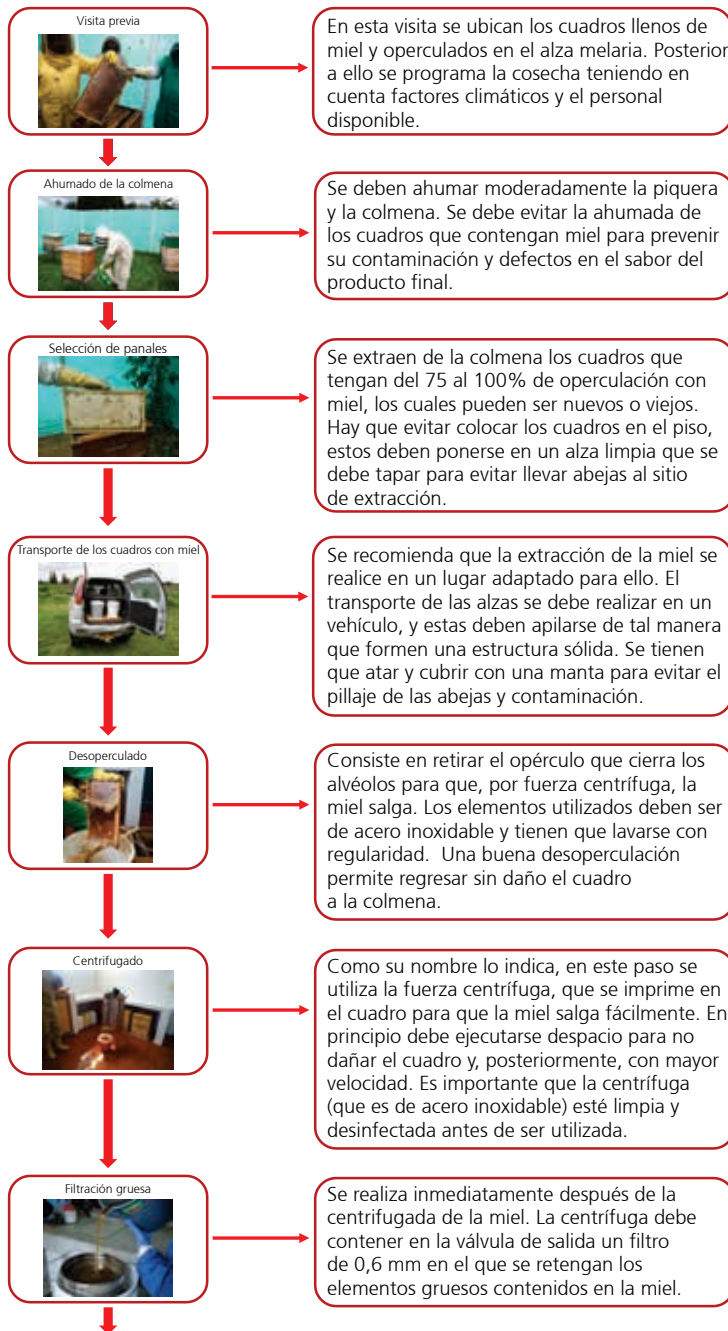 Visita previa
En esta visita se ubican los cuadros llenos de
miel y operculados en el alza melaria. Posterior
a ello se programa la cosecha teniendo en
cuenta factores climáticos y el personal
disponible.
Ahumado de la colmena
Se deben ahumar moderadamente la piquera
y la colmena. Se debe evitar la ahumada de
los cuadros que contengan miel para prevenir
su contaminación y defectos en el sabor del
producto final.
Selección de panales
Se extraen de la colmena los cuadros que
tengan del 75 al 100% de operculación con
miel, los cuales pueden ser nuevos o viejos.
Hay que evitar colocar los cuadros en el piso,
estos deben ponerse en un alza limpia que se
debe tapar para evitar llevar abejas al sitio
de extracción.
Transporte de los cuadros con miel
Se recomienda que la extracción de la miel se
realice en un lugar adaptado para ello. El
transporte de las alzas se debe realizar en un
vehículo, y estas deben apilarse de tal manera
que formen una estructura sólida. Se tienen
que atar y cubrir con una manta para evitar el
pillaje de las abejas y contaminación.
Desoperculado
Consiste en retirar el opérculo que cierra los
alvéolos para que, por fuerza centrífuga, la
miel salga. Los elementos utilizados deben ser
de acero inoxidable y tienen que lavarse con
regularidad. Una buena desoperculación
permite regresar sin daño el cuadro
a la colmena.
Centrifugado
Como su nombre lo indica, en este paso se
utiliza la fuerza centrífuga, que se imprime en
el cuadro para que la miel salga fácilmente. En
principio debe ejecutarse despacio para no
dañar el cuadro y, posteriormente, con mayor
velocidad. Es importante que la centrífuga
(que es de acero inoxidable) esté limpia y
desinfectada antes de ser utilizada.
Filtración gruesa
Se realiza inmediatamente después de la
centrifugada de la miel. La centrífuga debe
contener en la válvula de salida un filtro
de 0,6 mm en el que se retengan los
elementos gruesos contenidos en la miel.